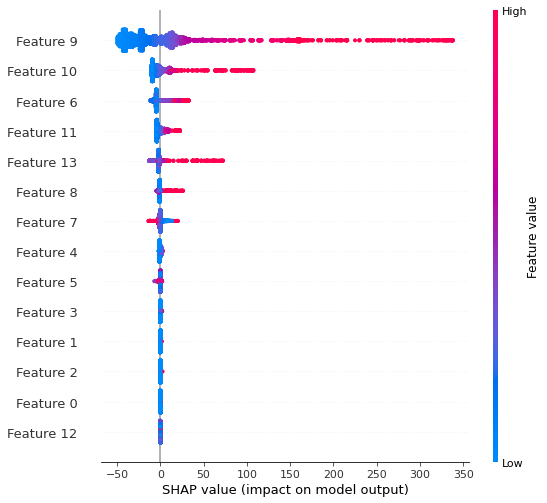 High
Feature 9
Feature 10
Feature 6
Feature 11
Feature 13
Feature 8
Feature 7
Feature 4
Feature 5
Feature 3
Feature 1
Feature 2
Feature 0
Feature 12
Feature value
Low
−50 0 50 100 150 200 250 300 350
SHAP value (impact on model output)